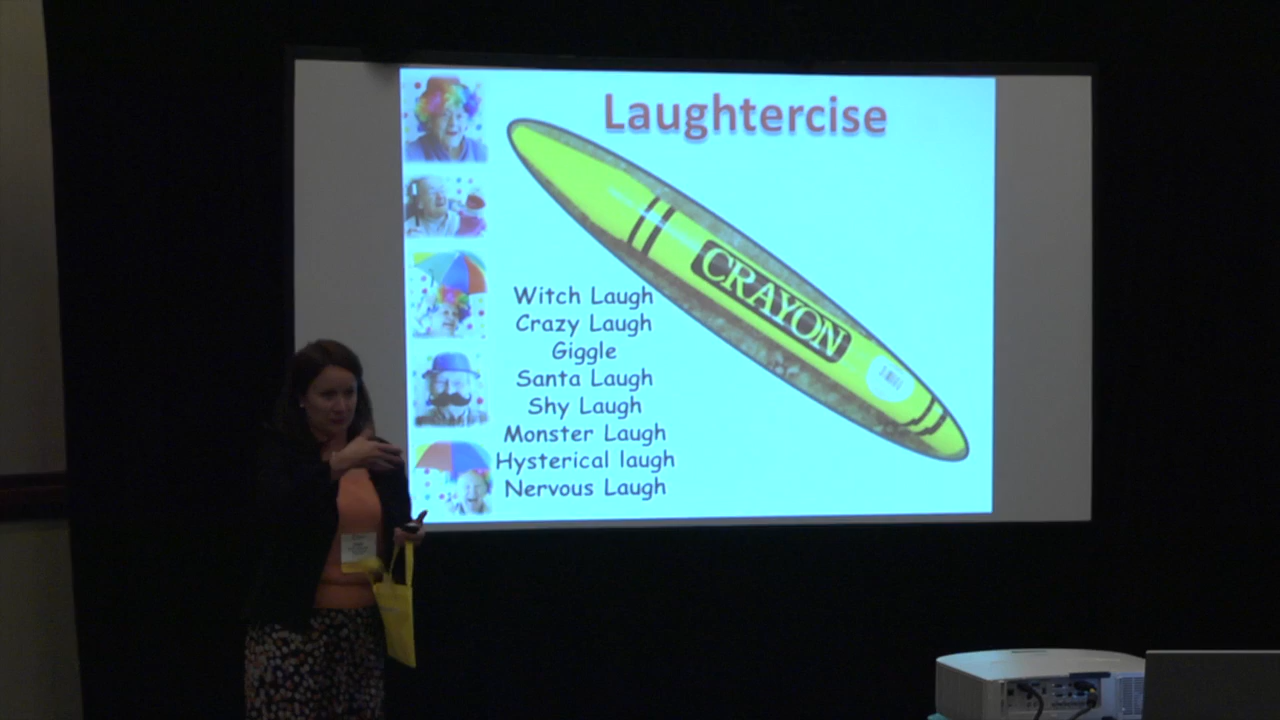 Laughtercise
CRAYON
Witch Laugh
Crazy Laugh
Giggle
Santa Laugh
Shy Laugh
Monster Laugh
Hysterical laugh
Nervous Laugh